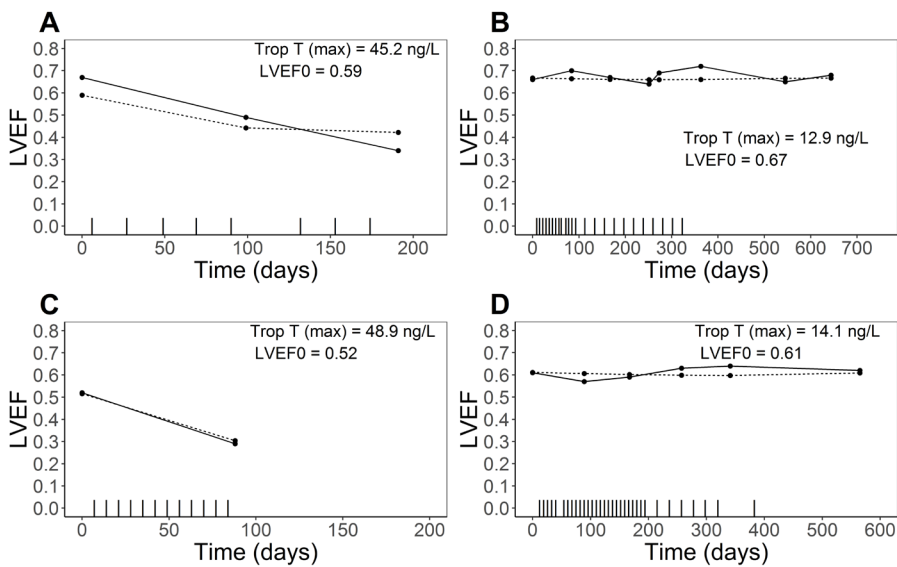 A
Trop T (max) = 45.2 ng/L
LVEF0 = 0.59
LVEF
0.8
0.7
0.6
0.5
0.4
0.3
0.2
0.1
0.0
0 50 100 150 200
Time (days)
B
Trop T (max) = 12.9 ng/L
LVEF0 = 0.67
LVEF
0.8
0.7
0.6
0.5
0.4
0.3
0.2
0.1
0.0
0 100 200 300 400 500 600 700
Time (days)
C
Trop T (max) = 48.9 ng/L
LVEF0 = 0.52
LVEF
0.8
0.7
0.6
0.5
0.4
0.3
0.2
0.1
0.0
0 50 100 150 200
Time (days)
D
Trop T (max) = 14.1 ng/L
LVEF0 = 0.61
LVEF
0.8
0.7
0.6
0.5
0.4
0.3
0.2
0.1
0.0
0 100 200 300 400 500 600
Time (days)